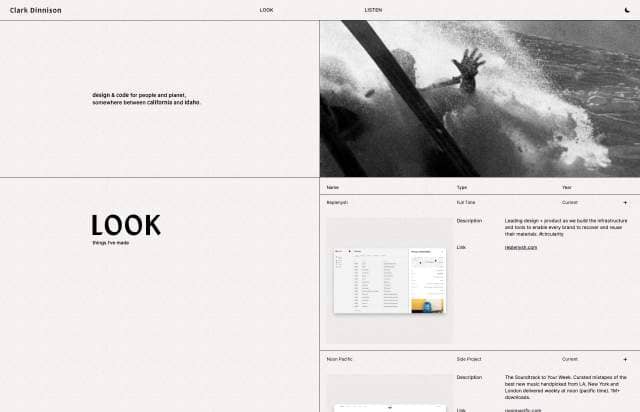 Clark Dinnison
LOOK
LISTEN
design & code for people and planet,
somewhere between california and idaho.
LOOK
things I've made
Name
Type
Year
Replenysh
Full Time
Current
+
Description
Leading design + product as we build the infrastructure
and tools to enable every brand to recover and reuse
their materials. #circularity
Link
replenysh.com
Noon Pacific
Side Project
Current
+
Description
The Soundtrack to Your Week. Curated mixtapes of the
best new music handpicked from LA, New York and
London delivered weekly at noon (pacific time). 1M+
downloads.
Link
noonpacific.com